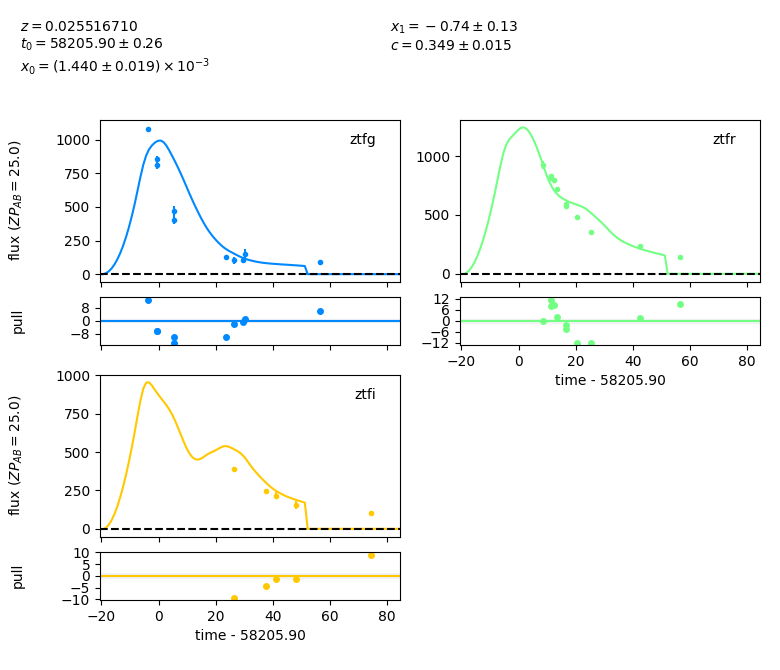 z = 0.025516710
t₀ = 58205.90 ± 0.26
x₀ = (1.440 ± 0.019) × 10⁻³
x₁ = −0.74 ± 0.13
c = 0.349 ± 0.015
ztfg
flux (ZP_AB = 25.0)
1000
750
500
250
0
pull
8
0
−8
ztfr
1000
500
0
12
6
0
−6
−12
−20 0 20 40 60 80
time - 58205.90
ztfi
flux (ZP_AB = 25.0)
1000
750
500
250
0
pull
10
5
0
−5
−10
−20 0 20 40 60 80
time - 58205.90